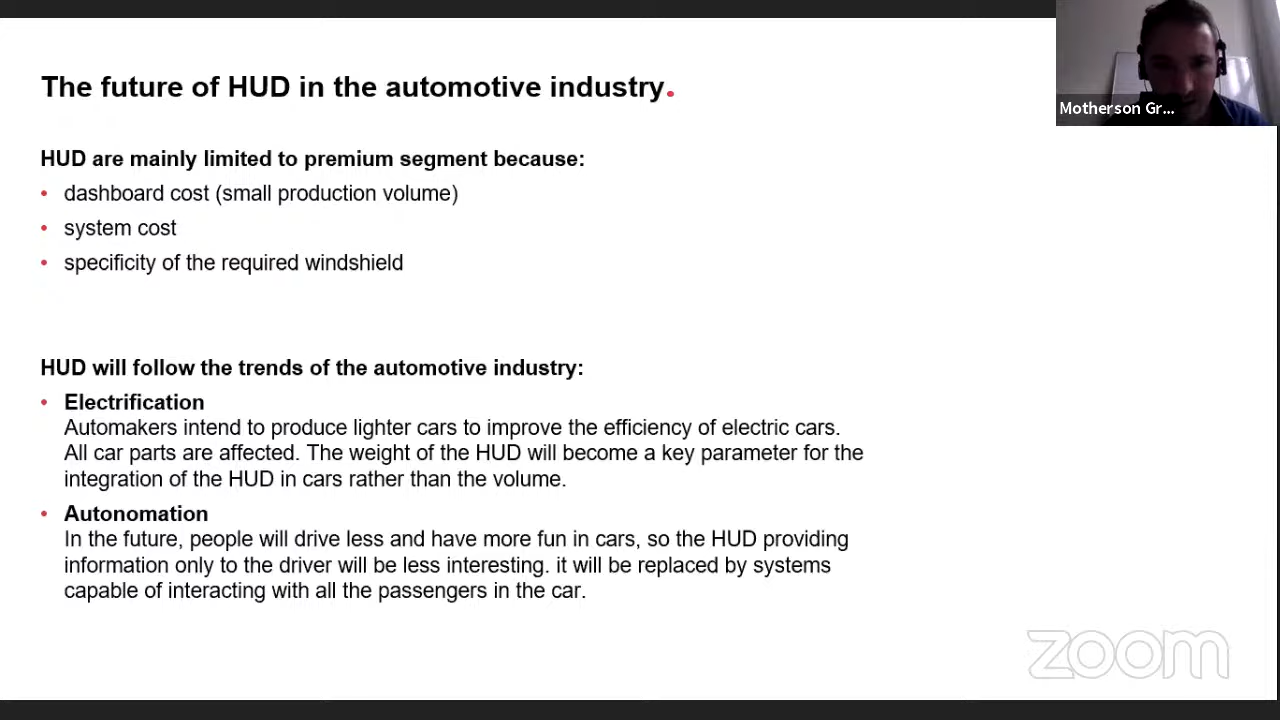 The future of HUD in the automotive industry.
Motherson Gr...
HUD are mainly limited to premium segment because:
• dashboard cost (small production volume)
• system cost
• specificity of the required windshield
HUD will follow the trends of the automotive industry:
• Electrification
Automakers intend to produce lighter cars to improve the efficiency of electric cars.
All car parts are affected. The weight of the HUD will become a key parameter for the
integration of the HUD in cars rather than the volume.
• Autonomation
In the future, people will drive less and have more fun in cars, so the HUD providing
information only to the driver will be less interesting. it will be replaced by systems
capable of interacting with all the passengers in the car.
zoom